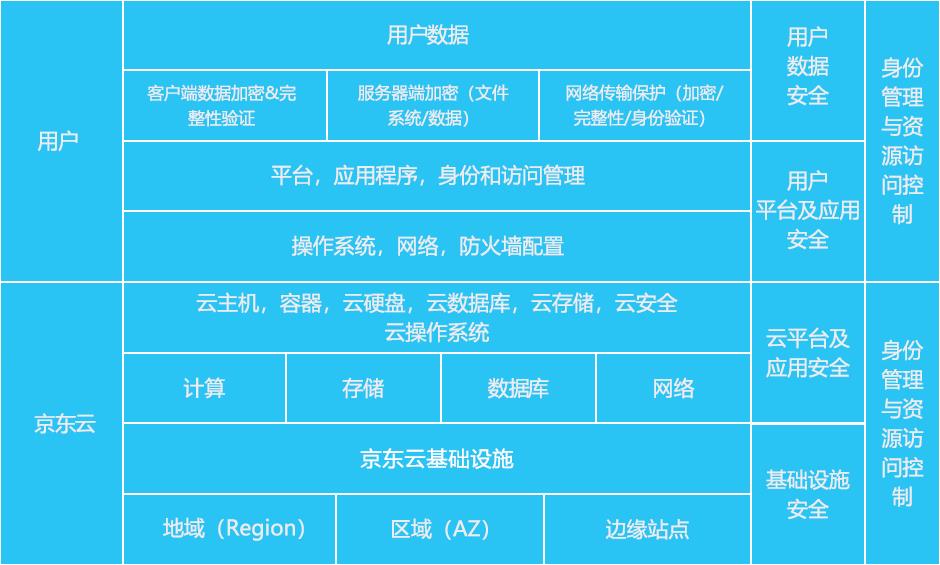 用户
用户数据
客户端数据加密&完
整性验证
服务器端加密（文件
系统/数据）
网络传输保护（加密/
完整性/身份验证）
平台，应用程序，身份和访问管理
操作系统，网络，防火墙配置
用户
数据
安全
用户
平台及应用
安全
身份
管理
与资
源访
问控
制
京东云
云主机，容器，云硬盘，云数据库，云存储，云安全
云操作系统
计算
存储
数据库
网络
京东云基础设施
地域（Region）
区域（AZ）
边缘站点
云平台及
应用安全
基础设施
安全
身份
管理
与资
源访
问控
制